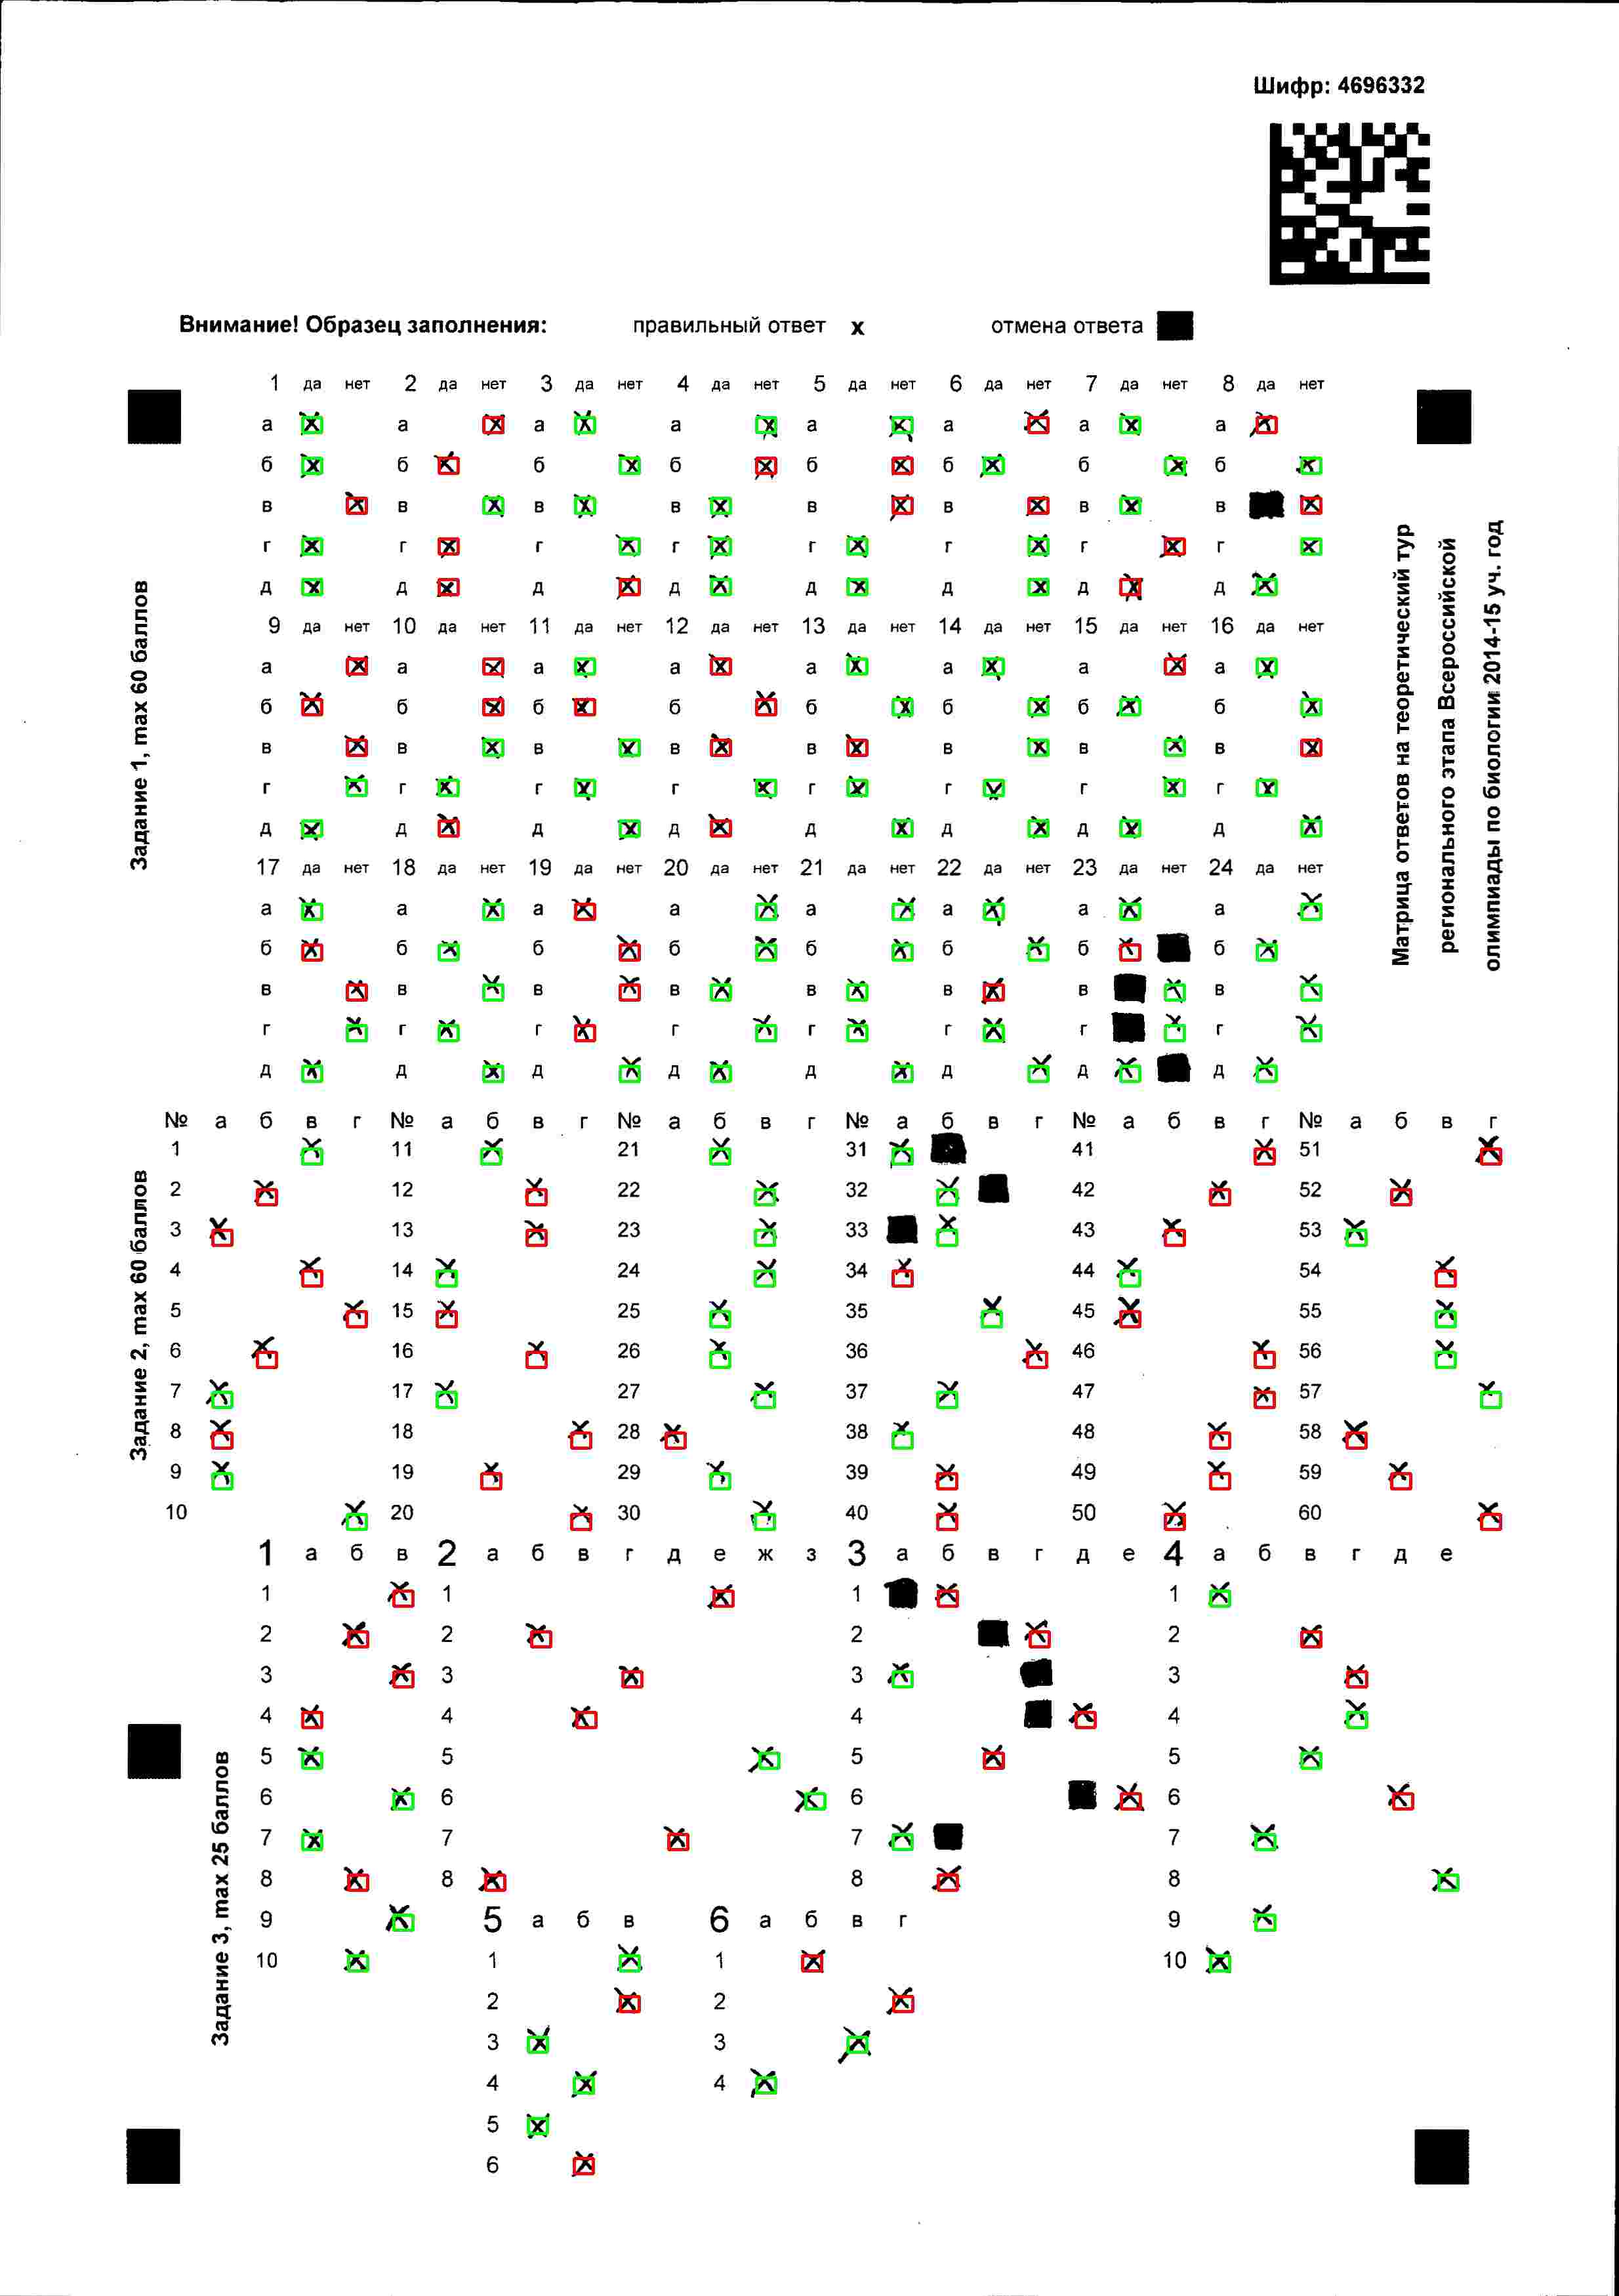 Шифр: 4696332
Внимание! Образец заполнения: правильный ответ x отмена ответа
1 да нет 2 да нет 3 да нет 4 да нет 5 да нет 6 да нет 7 да нет 8 да нет
а а а а а а а а
б б б б б б б б
в в в в в в в в
г г г г г г г г
д д д д д д д д
9 да нет 10 да нет 11 да нет 12 да нет 13 да нет 14 да нет 15 да нет 16 да нет
а а а а а а а а
б б б б б б б б
в в в в в в в в
г г г г г г г г
д д д д д д д д
17 да нет 18 да нет 19 да нет 20 да нет 21 да нет 22 да нет 23 да нет 24 да нет
а а а а а а а а
б б б б б б б б
в в в в в в в в
г г г г г г г г
д д д д д д д д
Задание 1, max 60 баллов
Матрица ответов на теоретический тур
регионального этапа Всероссийской
олимпиады по биологии 2014-15 уч. год
№ а б в г № а б в г № а б в г № а б в г № а б в г № а б в г
1 11 21 31 41 51
2 12 22 32 42 52
3 13 23 33 43 53
4 14 24 34 44 54
5 15 25 35 45 55
6 16 26 36 46 56
7 17 27 37 47 57
8 18 28 38 48 58
9 19 29 39 49 59
10 20 30 40 50 60
Задание 2, max 60 баллов
1 а б в 2 а б в г д е ж з 3 а б в г д е 4 а б в г д е
1 1 1 1
2 2 2 2
3 3 3 3
4 4 4 4
5 5 5 5
6 6 6 6
7 7 7 7
8 8 8 8
9 5 а б в 6 а б в г 9
10 1 1 10
2 2
3 3
4 4
5
6
Задание 3, max 25 баллов